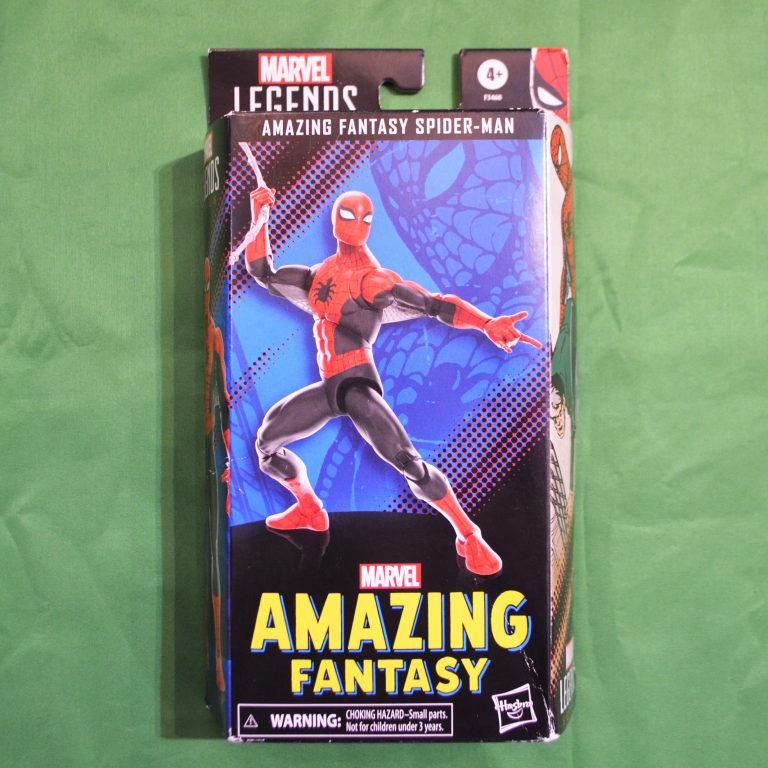 MARVEL
LEGENDS
4+
F3460
AMAZING FANTASY SPIDER-MAN
LEGENDS
MARVEL
AMAZING
FANTASY
Hasbro
WARNING: CHOKING HAZARD–Small parts.
Not for children under 3 years.